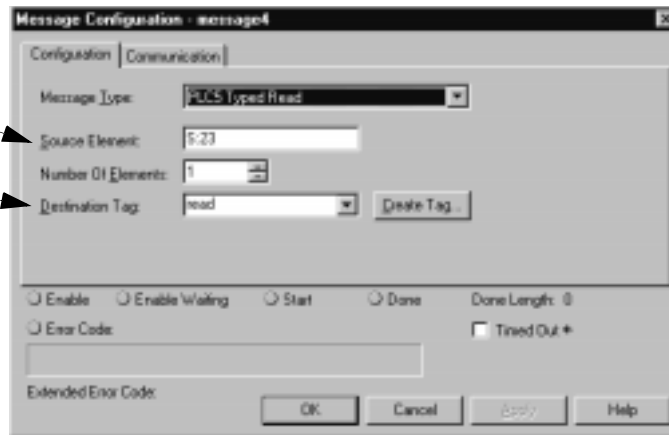 Message Configuration - message4
Configuration Communication
Message Type: PLC5 Typed Read
Source Element: S:23
Number Of Elements: 1
Destination Tag: read Create Tag...
Enable Enable Waiting Start Done Done Length: 0
Error Code: Timed Out ←
Extended Error Code:
OK Cancel Apply Help